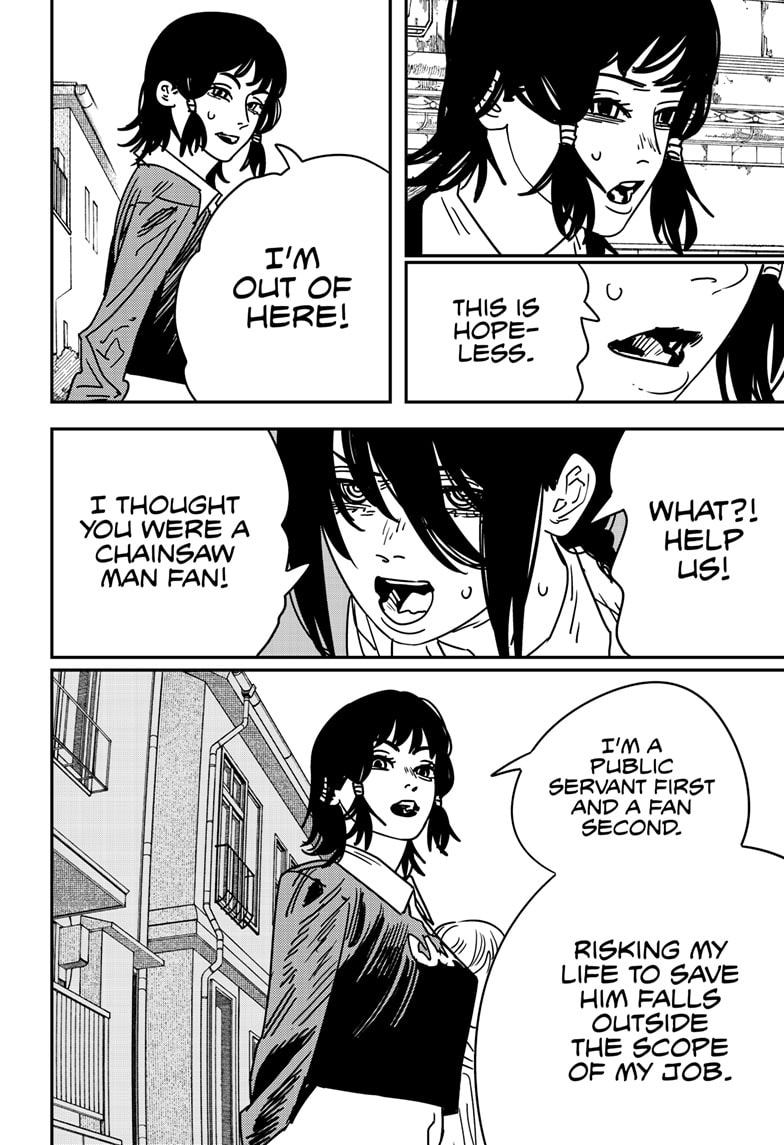 THIS IS
HOPE-
LESS.
I'M
OUT OF
HERE!
WHAT?!
HELP
US!
I THOUGHT
YOU WERE A
CHAINSAW
MAN FAN!
I'M A
PUBLIC
SERVANT FIRST
AND A FAN
SECOND.
RISKING MY
LIFE TO SAVE
HIM FALLS
OUTSIDE
THE SCOPE
OF MY JOB.